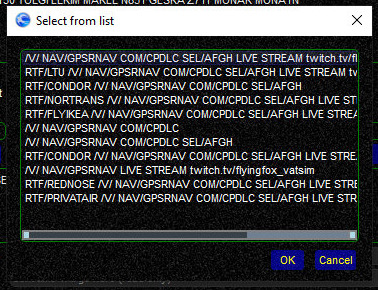 Select from list
/V/ NAV/GPSRNAV COM/CPDLC SEL/AFGH LIVE STREAM twitch.tv/fl
RTF/LTU /V/ NAV/GPSRNAV COM/CPDLC SEL/AFGH LIVE STREAM tv
RTF/CONDOR /V/ NAV/GPSRNAV COM/CPDLC SEL/AFGH
RTF/NORTRANS /V/ NAV/GPSRNAV COM/CPDLC SEL/AFGH LIVE ST
RTF/FLYIKEA /V/ NAV/GPSRNAV COM/CPDLC SEL/AFGH LIVE STREA
/V/ NAV/GPSRNAV COM/CPDLC
/V/ NAV/GPSRNAV COM/CPDLC SEL/AFGH
RTF/CONDOR /V/ NAV/GPSRNAV COM/CPDLC SEL/AFGH LIVE STRE
/V/ NAV/GPSRNAV LIVE STREAM twitch.tv/flyingfox_vatsim
RTF/REDNOSE /V/ NAV/GPSRNAV COM/CPDLC SEL/AFGH LIVE STRE
RTF/PRIVATAIR /V/ NAV/GPSRNAV COM/CPDLC SEL/AFGH LIVE STR
OK Cancel